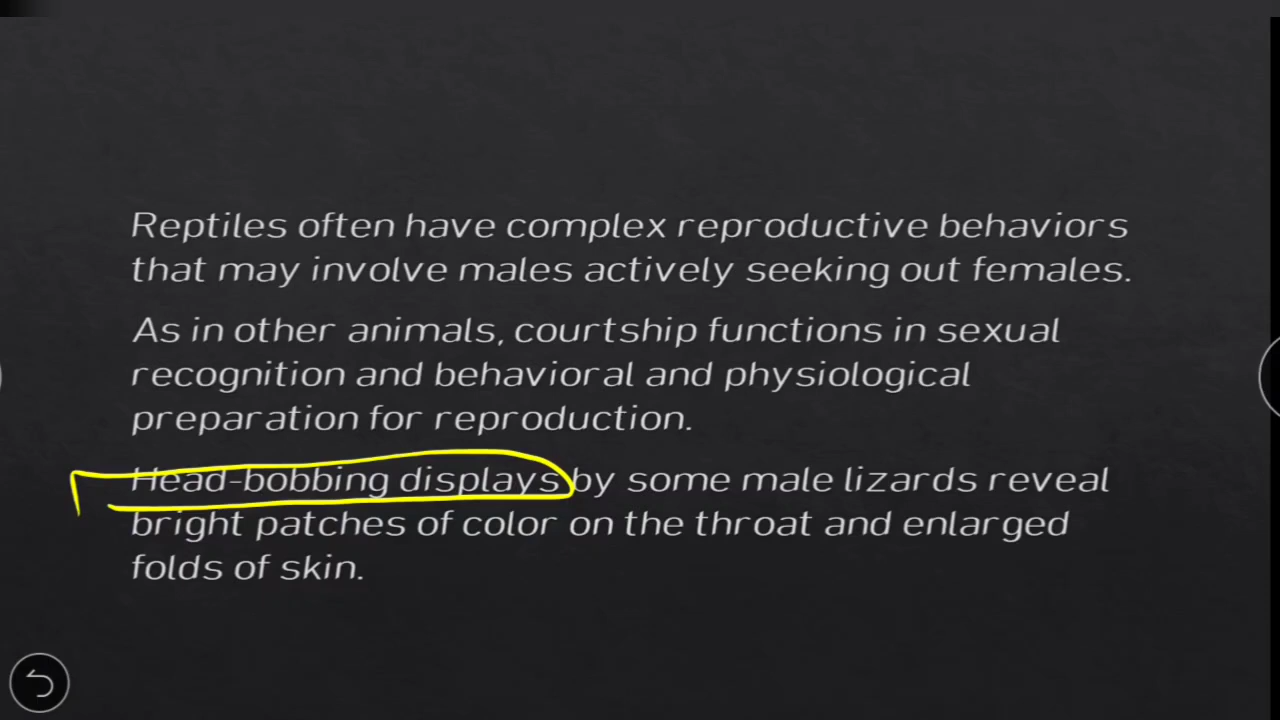 Reptiles often have complex reproductive behaviors
that may involve males actively seeking out females.
As in other animals, courtship functions in sexual
recognition and behavioral and physiological
preparation for reproduction.
Head-bobbing displays by some male lizards reveal
bright patches of color on the throat and enlarged
folds of skin.